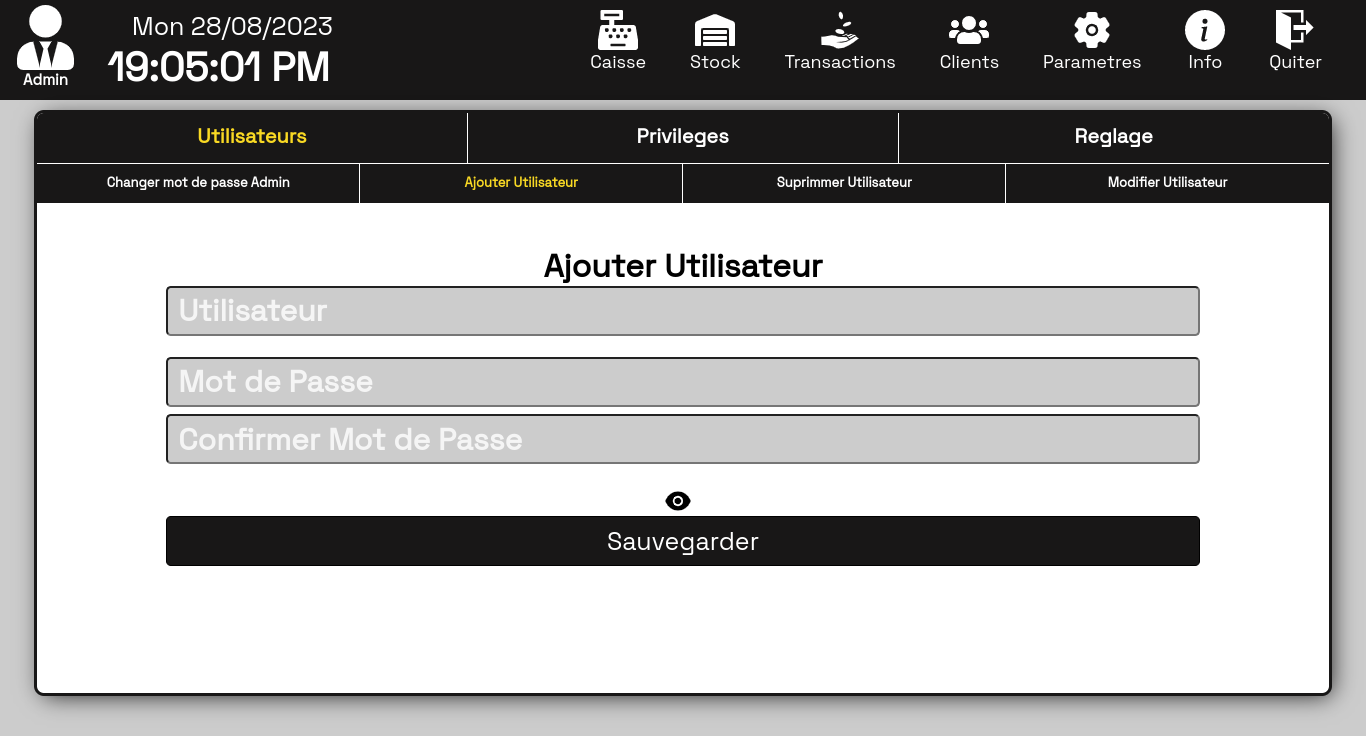 Mon 28/08/2023
19:05:01 PM
Admin
Caisse
Stock
Transactions
Clients
Parametres
Info
Quiter
Utilisateurs
Privileges
Reglage
Changer mot de passe Admin
Ajouter Utilisateur
Suprimmer Utilisateur
Modifier Utilisateur
Ajouter Utilisateur
Utilisateur
Mot de Passe
Confirmer Mot de Passe
Sauvegarder